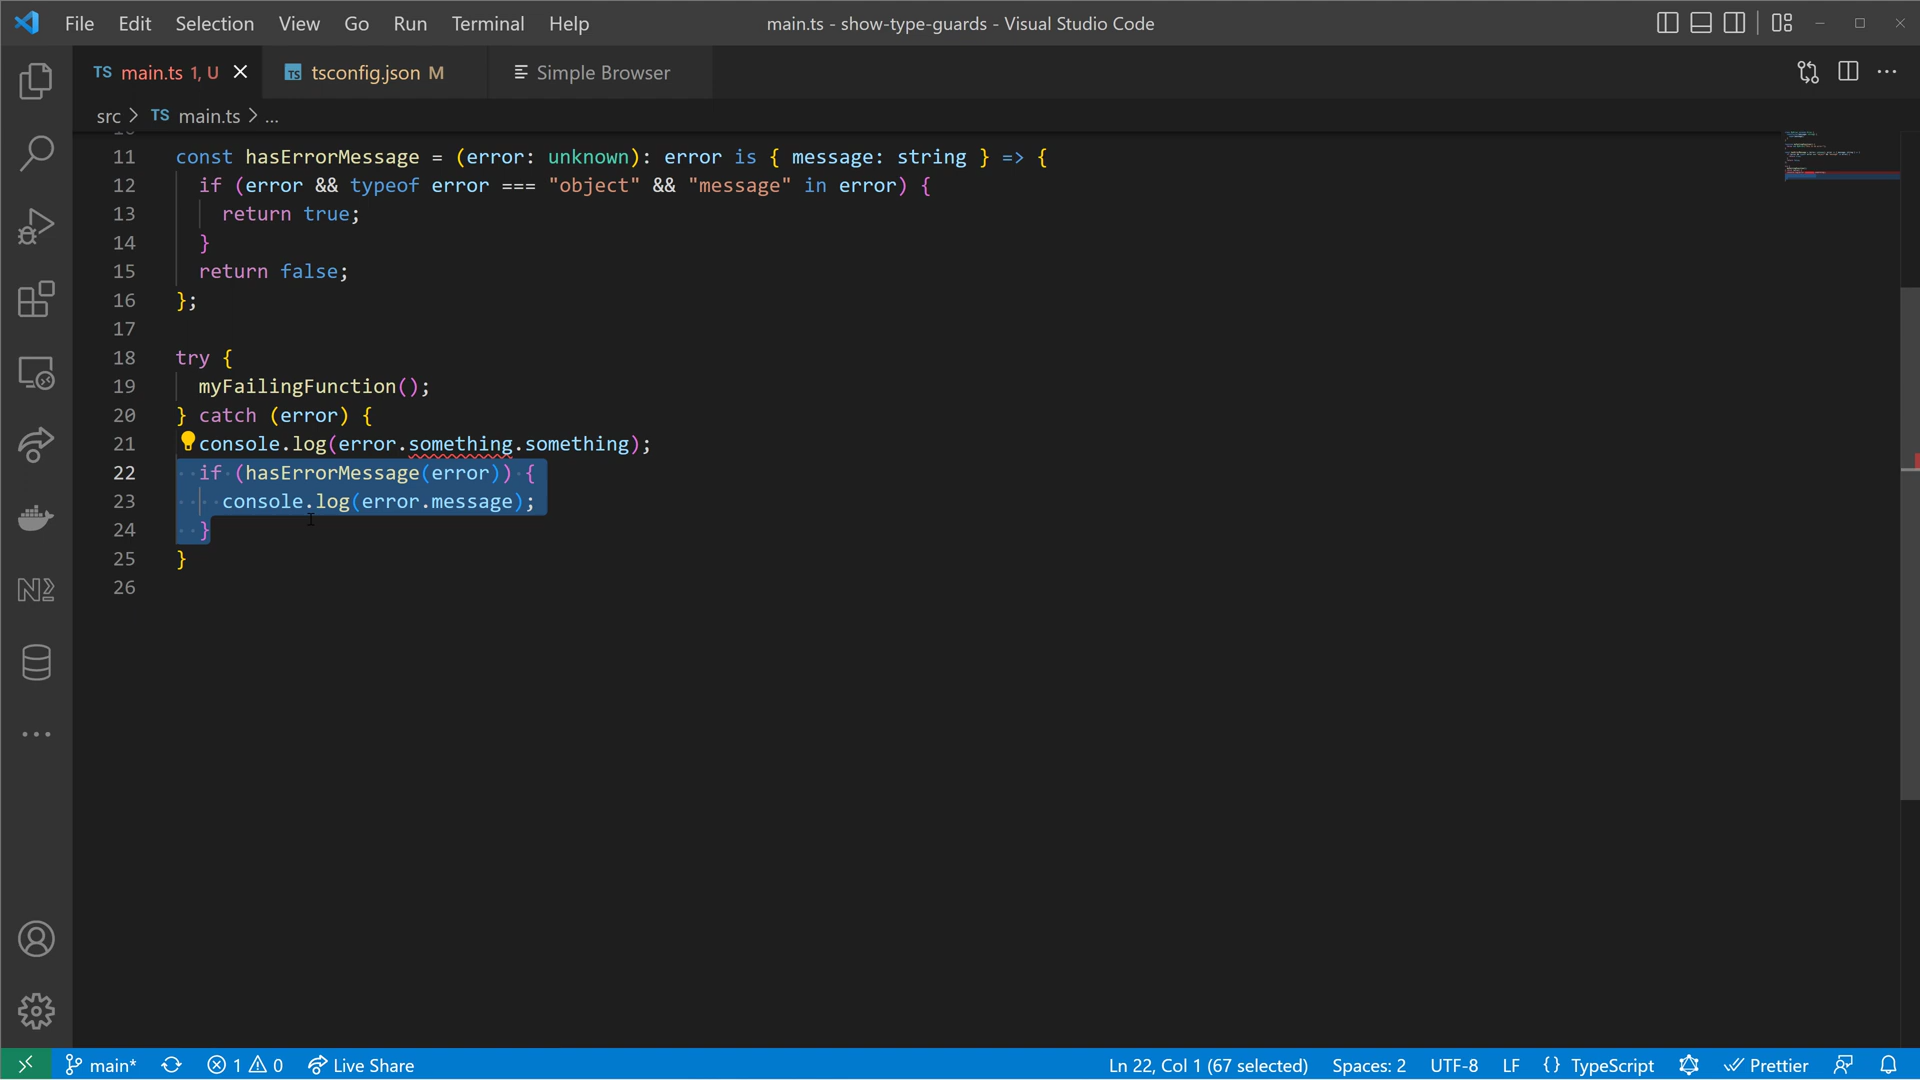 File Edit Selection View Go Run Terminal Help main.ts - show-type-guards - Visual Studio Code
TS main.ts 1, U TS tsconfig.json M Simple Browser
src > TS main.ts > ...
11 const hasErrorMessage = (error: unknown): error is { message: string } => {
12 if (error && typeof error === "object" && "message" in error) {
13 return true;
14 }
15 return false;
16 };
17
18 try {
19 myFailingFunction();
20 } catch (error) {
21 console.log(error.something.something);
22 if (hasErrorMessage(error)) {
23 console.log(error.message);
24 }
25 }
26
main* 1 0 Live Share Ln 22, Col 1 (67 selected) Spaces: 2 UTF-8 LF {} TypeScript Prettier